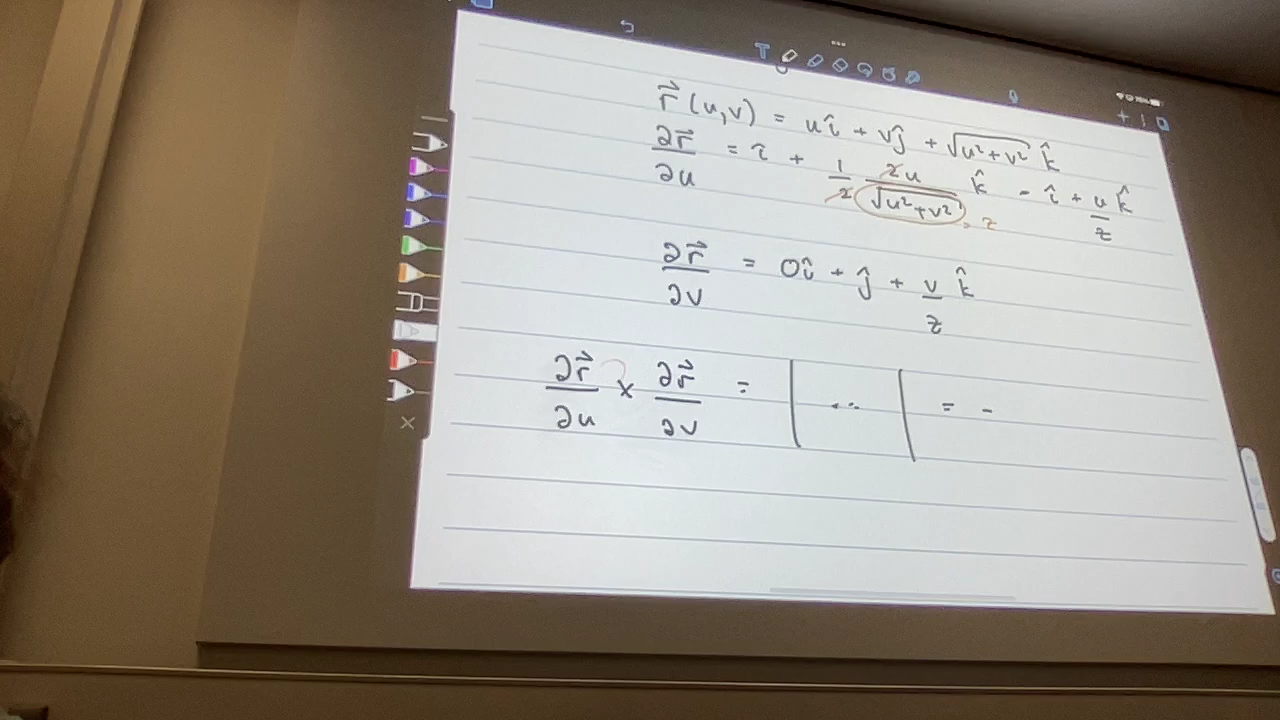 r⃗ (u,v) = uî + vĵ + √(u²+v²) k̂
∂r⃗/∂u = î + 1/2 2u/√(u²+v²) k̂ = î + u/z k̂
= z
∂r⃗/∂v = 0î + ĵ + v/z k̂
∂r⃗/∂u × ∂r⃗/∂v = | ... | = -